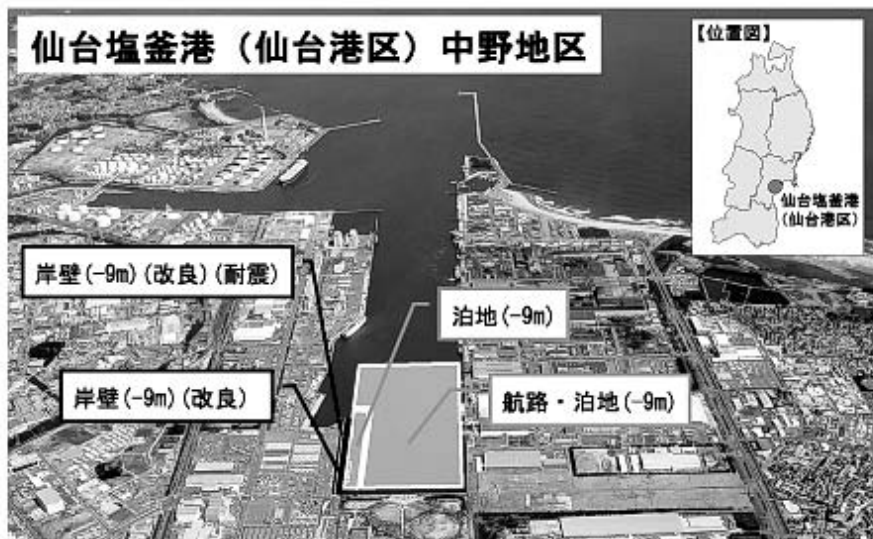 仙台塩釜港（仙台港区）中野地区
【位置図】
仙台塩釜港
（仙台港区）
岸壁(-9m)(改良)(耐震)
泊地(-9m)
岸壁(-9m)(改良)
航路・泊地(-9m)